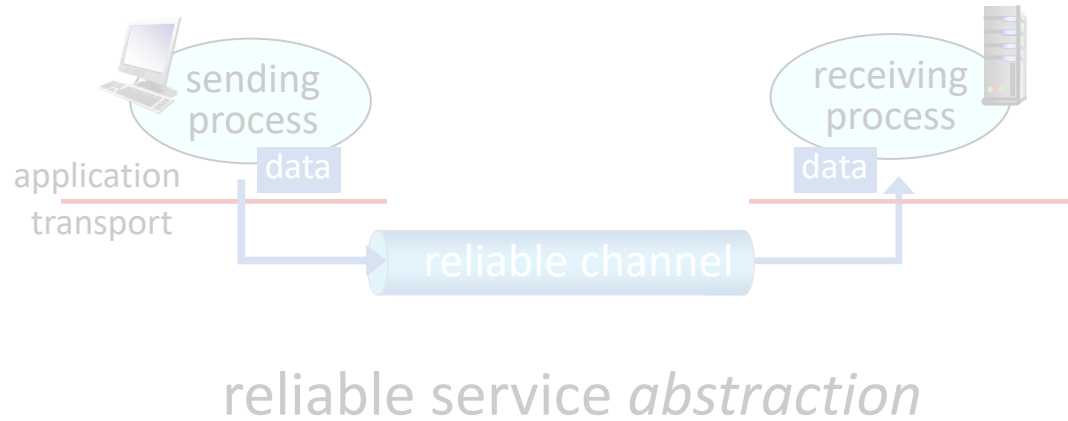 sending
process
receiving
process
data
data
application
transport
reliable channel
reliable service abstraction